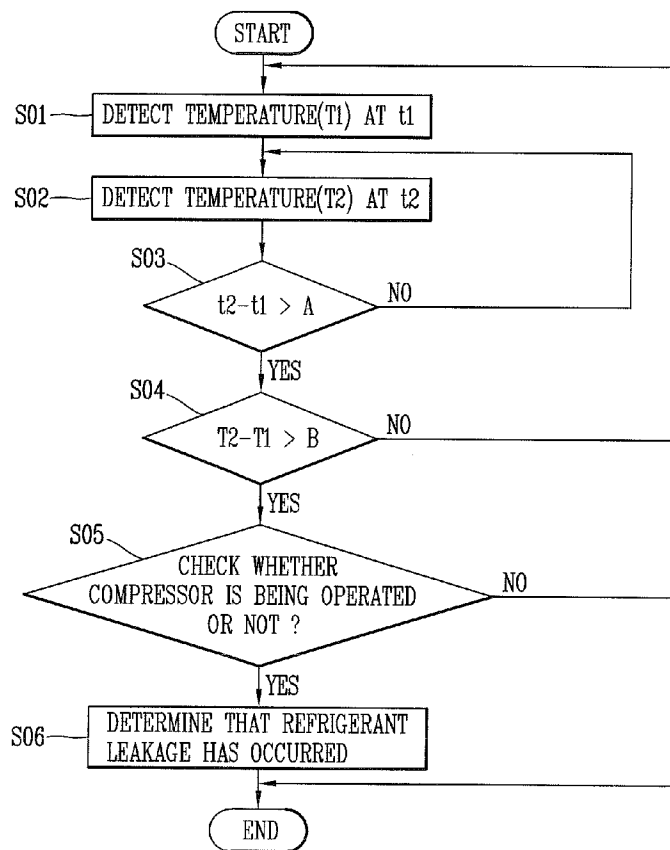 START
S01
DETECT TEMPERATURE(T1) AT t1
S02
DETECT TEMPERATURE(T2) AT t2
S03
t2-t1 > A
NO
YES
S04
T2-T1 > B
NO
YES
S05
CHECK WHETHER
COMPRESSOR IS BEING OPERATED
OR NOT ?
NO
YES
S06
DETERMINE THAT REFRIGERANT
LEAKAGE HAS OCCURRED
END